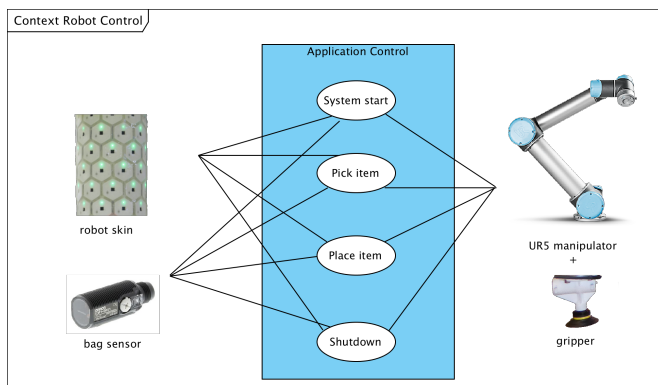 Context Robot Control
Application Control
System start
Pick item
Place item
Shutdown
robot skin
bag sensor
UR5 manipulator
+
gripper